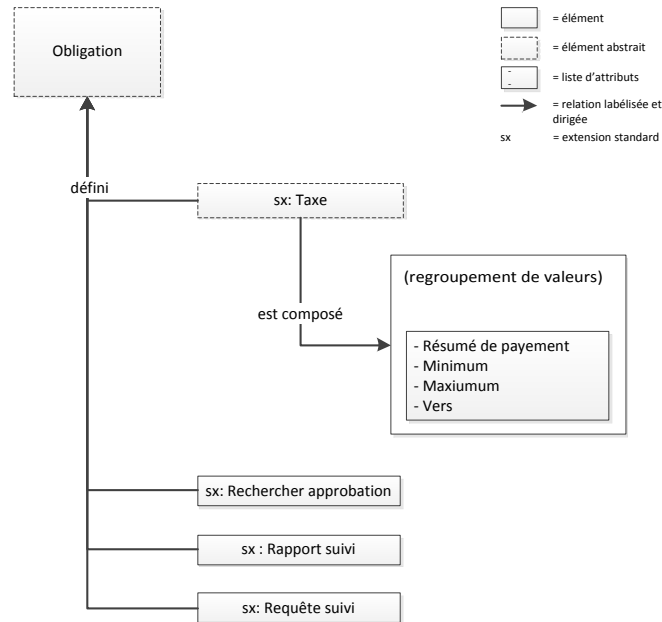 Obligation
= élément
= élément abstrait
- 
- = liste d'attributs
= relation labélisée et
dirigée
sx = extension standard
défini
sx: Taxe
(regroupement de valeurs)
est composé
- Résumé de payement
- Minimum
- Maxiumum
- Vers
sx: Rechercher approbation
sx : Rapport suivi
sx: Requête suivi